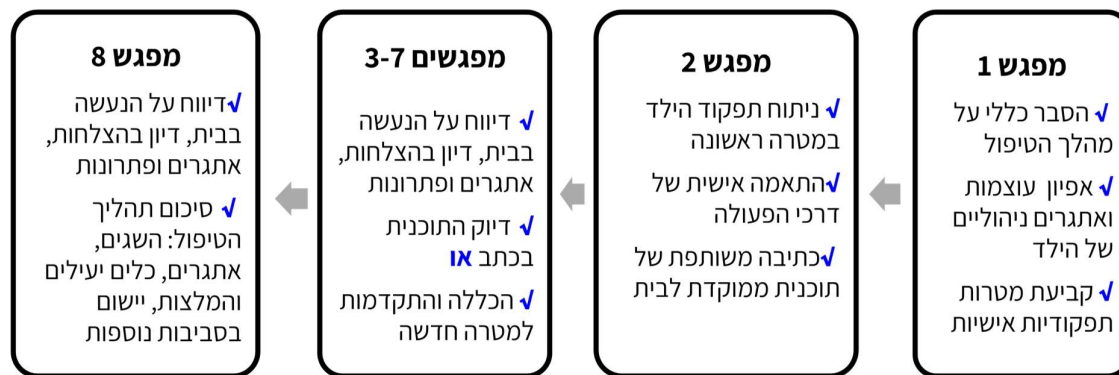 מפגש 1
√ הסבר כללי על
מהלך הטיפול
√ אפיון עוצמות
ואתגרים ניהוליים
של הילד
√ קביעת מטרות
תפקודיות אישיות
מפגש 2
√ ניתוח תפקוד הילד
במטרה ראשונה
√התאמה אישית של
דרכי הפעולה
√כתיבה משותפת של
תוכנית ממוקדת לבית
מפגשים 3-7
√ דיווח על הנעשה
בבית, דיון בהצלחות,
אתגרים ופתרונות
√ דיוק התוכנית
בכתב או
√ הכללה והתקדמות
למטרה חדשה
מפגש 8
√דיווח על הנעשה
בבית, דיון בהצלחות,
אתגרים ופתרונות
√ סיכום תהליך
הטיפול: השגים,
אתגרים, כלים יעילים
והמלצות, יישום
בסביבות נוספות